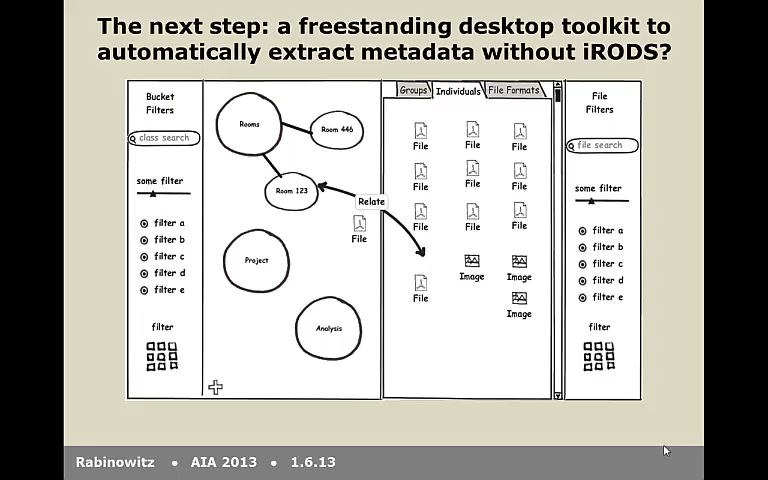 The next step: a freestanding desktop toolkit to
automatically extract metadata without iRODS?
Bucket
Filters
class search
some filter
filter a
filter b
filter c
filter d
filter e
filter
Rooms
Room 446
Room 123
Relate
File
Project
Analysis
Groups
Individuals
File Formats
File
File
File
File
File
File
File
File
File
Image
Image
File
Image
File
Filters
file search
some filter
filter a
filter b
filter c
filter d
filter e
filter
Rabinowitz • AIA 2013 • 1.6.13